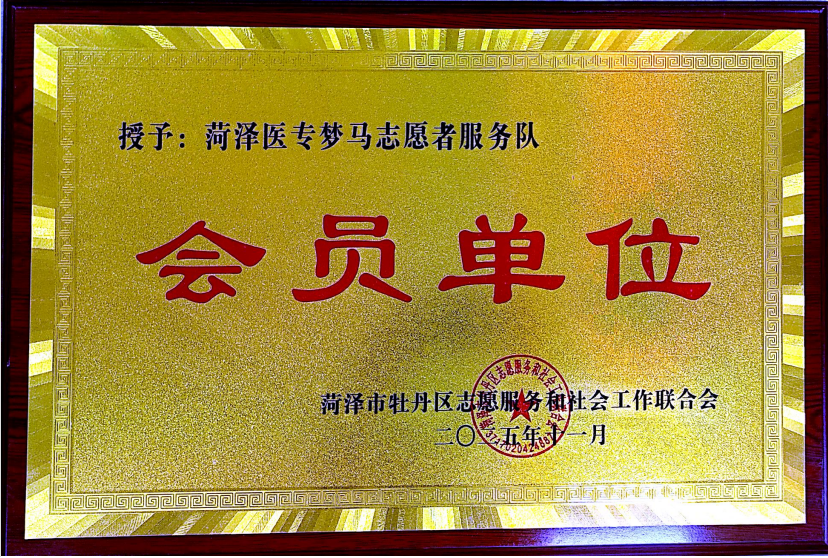 授予：菏泽医专梦马志愿者服务队
会员单位
菏泽市牡丹区志愿服务和社会工作联合会
二〇二五年十一月